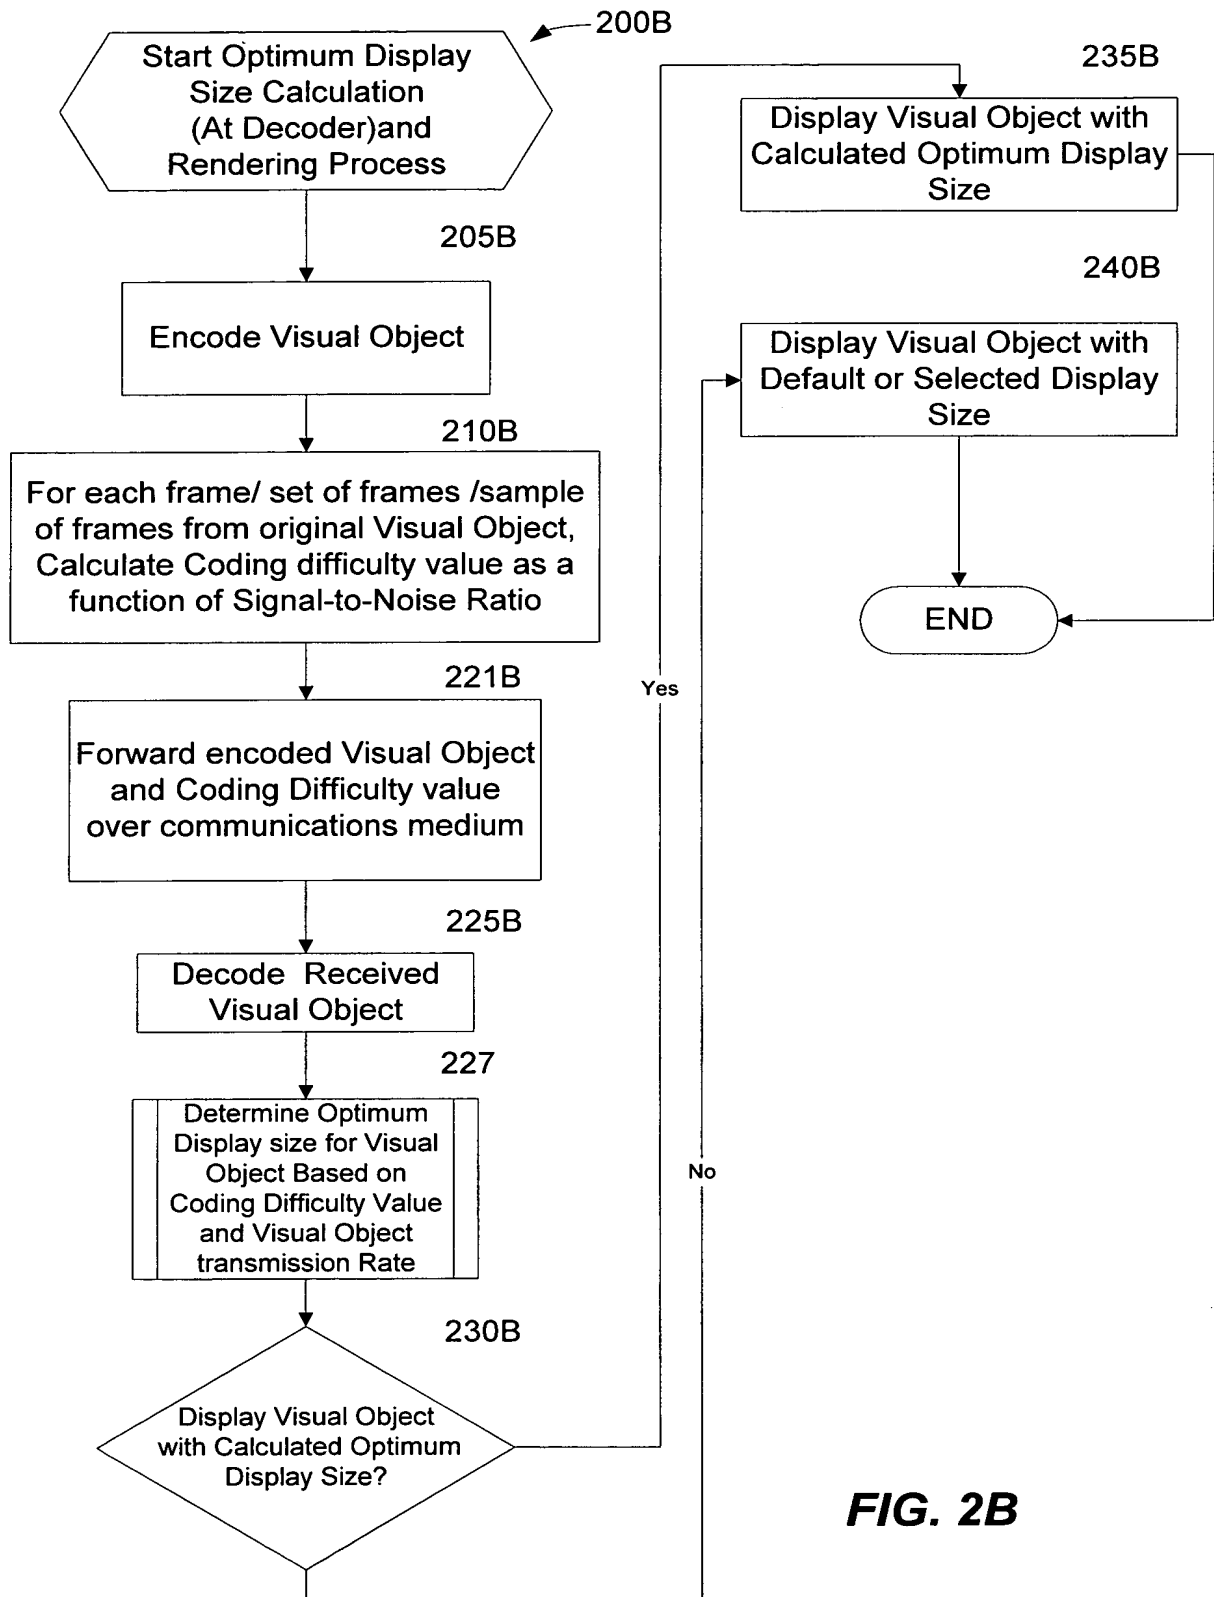 200B
Start Optimum Display
Size Calculation
(At Decoder)and
Rendering Process
205B
Encode Visual Object
210B
For each frame/ set of frames /sample
of frames from original Visual Object,
Calculate Coding difficulty value as a
function of Signal-to-Noise Ratio
221B
Forward encoded Visual Object
and Coding Difficulty value
over communications medium
225B
Decode Received
Visual Object
227
Determine Optimum
Display size for Visual
Object Based on
Coding Difficulty Value
and Visual Object
transmission Rate
230B
Display Visual Object
with Calculated Optimum
Display Size?
Yes
No
235B
Display Visual Object with
Calculated Optimum Display
Size
240B
Display Visual Object with
Default or Selected Display
Size
END
FIG. 2B